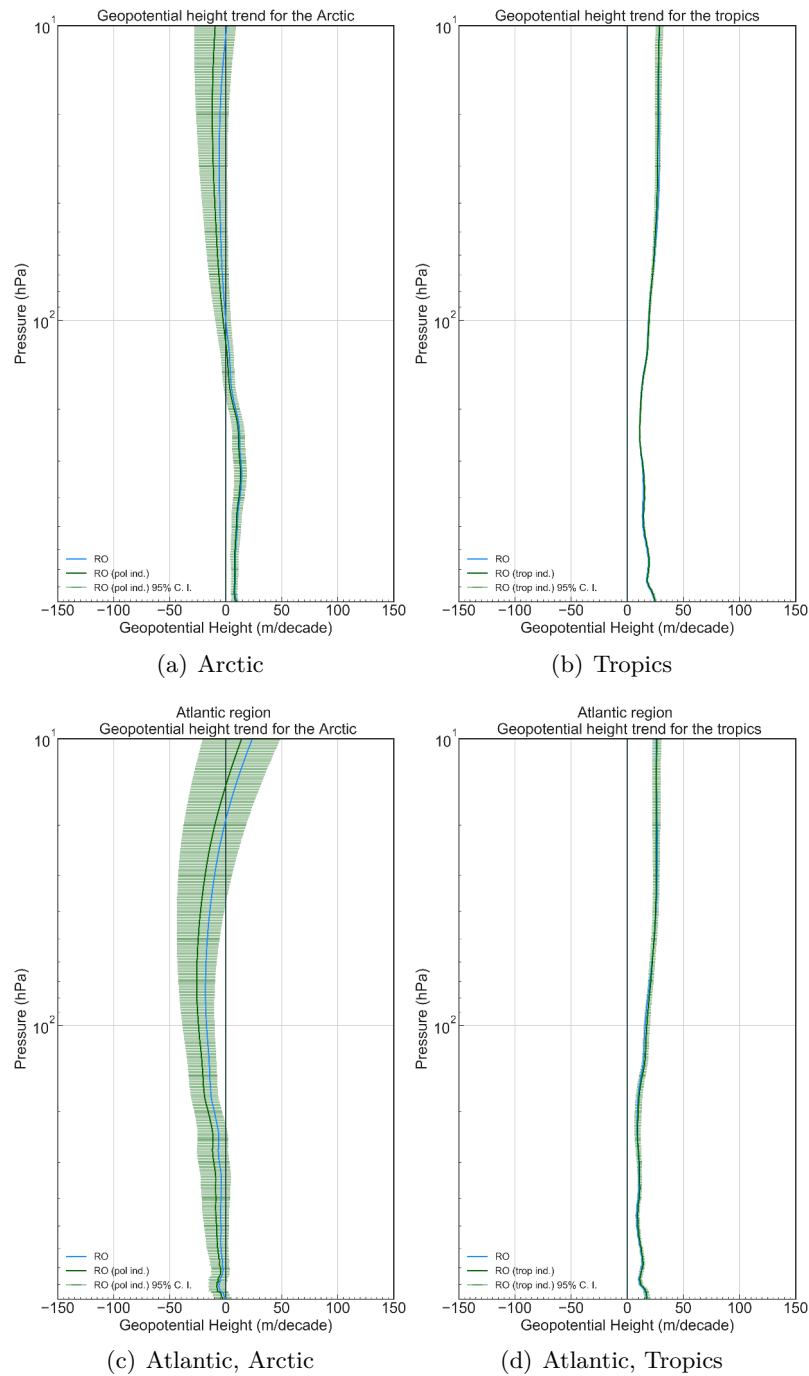 Geopotential height trend for the Arctic
10^1
10^2
Pressure (hPa)
RO
RO (pol ind.)
RO (pol ind.) 95% C. I.
−150 −100 −50 0 50 100 150
Geopotential Height (m/decade)
(a) Arctic
Geopotential height trend for the tropics
10^1
10^2
Pressure (hPa)
RO
RO (trop ind.)
RO (trop ind.) 95% C. I.
−150 −100 −50 0 50 100 150
Geopotential Height (m/decade)
(b) Tropics
Atlantic region
Geopotential height trend for the Arctic
10^1
10^2
Pressure (hPa)
RO
RO (pol ind.)
RO (pol ind.) 95% C. I.
−150 −100 −50 0 50 100 150
Geopotential Height (m/decade)
(c) Atlantic, Arctic
Atlantic region
Geopotential height trend for the tropics
10^1
10^2
Pressure (hPa)
RO
RO (trop ind.)
RO (trop ind.) 95% C. I.
−150 −100 −50 0 50 100 150
Geopotential Height (m/decade)
(d) Atlantic, Tropics